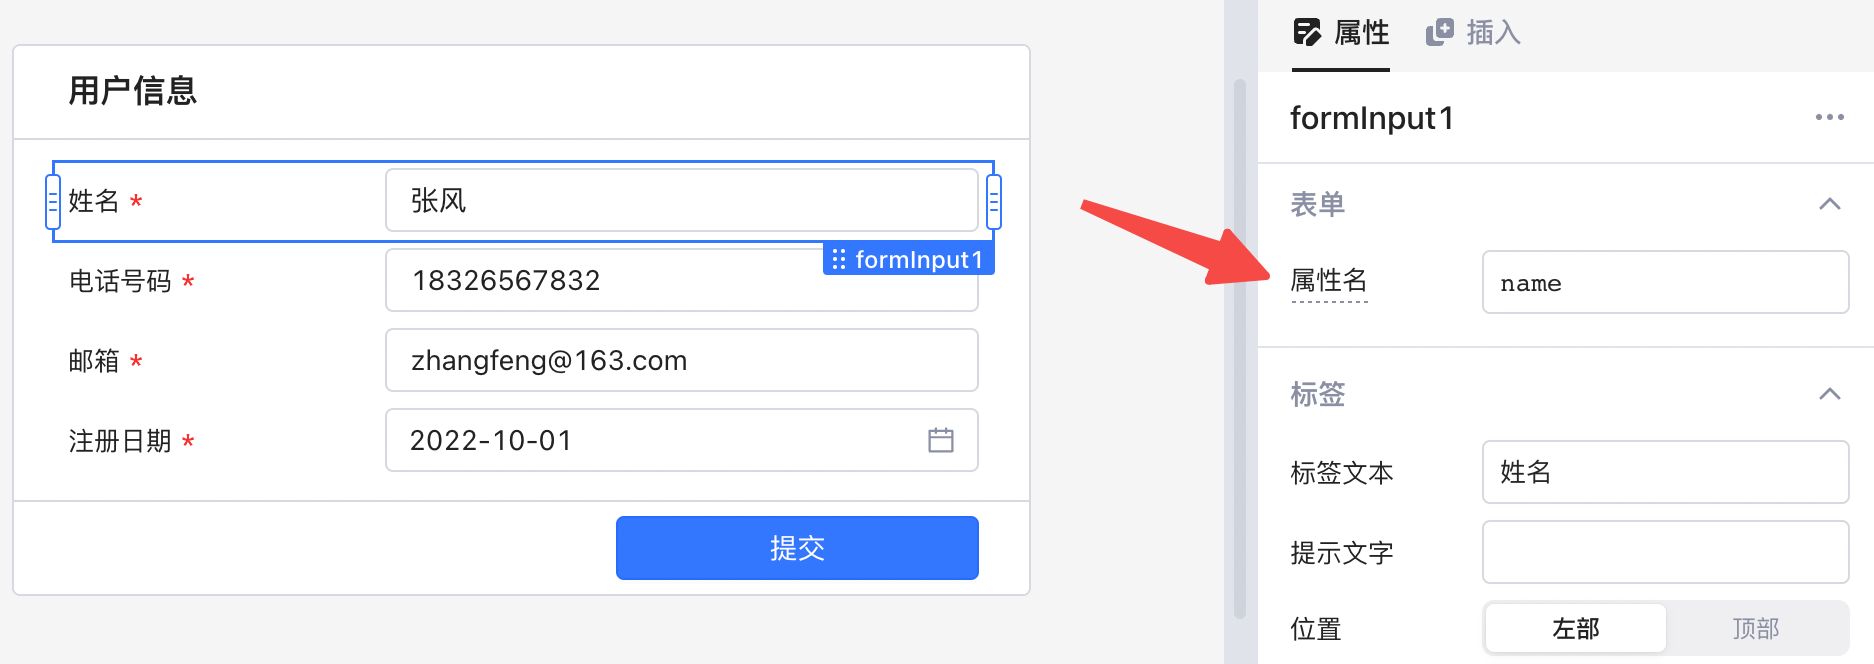 用户信息
姓名 * 张风
formInput1
电话号码 * 18326567832
邮箱 * zhangfeng@163.com
注册日期 * 2022-10-01
提交
属性 插入
formInput1
表单
属性名 name
标签
标签文本 姓名
提示文字
位置 左部 顶部